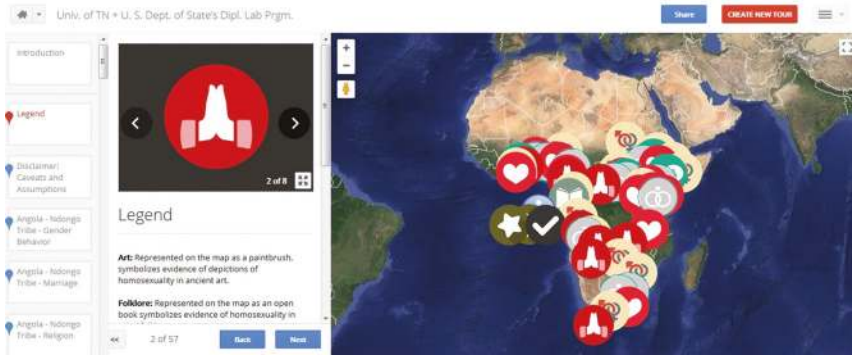 Univ. of TN + U. S. Dept. of State's Dipl. Lab Prgm.
Share
CREATE NEW TOUR
Introduction
Legend
Disclaimer/
Caveats and
Assumptions
Angola - Ndongo
Tribe - Gender
Behavior
Angola - Ndongo
Tribe - Marriage
Angola - Ndongo
Tribe - Religion
2 of 8
Legend
Art: Represented on the map as a paintbrush,
symbolizes evidence of depictions of
homosexuality in ancient art.
Folklore: Represented on the map as an open
book symbolizes evidence of homosexuality in
<<
2 of 57
Back
Next
+
−